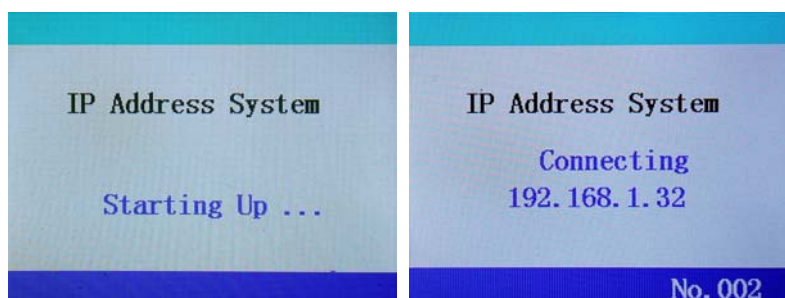 IP Address System
Starting Up ...
IP Address System
Connecting
192.168.1.32
No.002